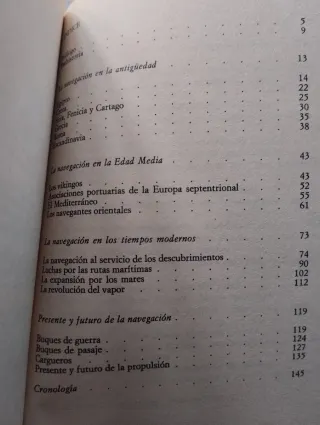 5
9
navegación en la antigüedad 13
14
22
Fenicia y Cartago 25
30
35
38
La navegación en la Edad Media . 43
Los vikingos 43
Asociaciones portuarias de la Europa septentrional . 52
El Mediterráneo 55
Los navegantes orientales 61
La navegación en los tiempos modernos . 73
La navegación al servicio de los descubrimientos . 74
Luchas por las rutas marítimas 90
La expansión por los mares 102
La revolución del vapor 112
Presente y futuro de la navegación . 119
Buques de guerra 119
Buques de pasaje 124
Cargueros 127
Presente y futuro de la propulsión 135
Cronología 145